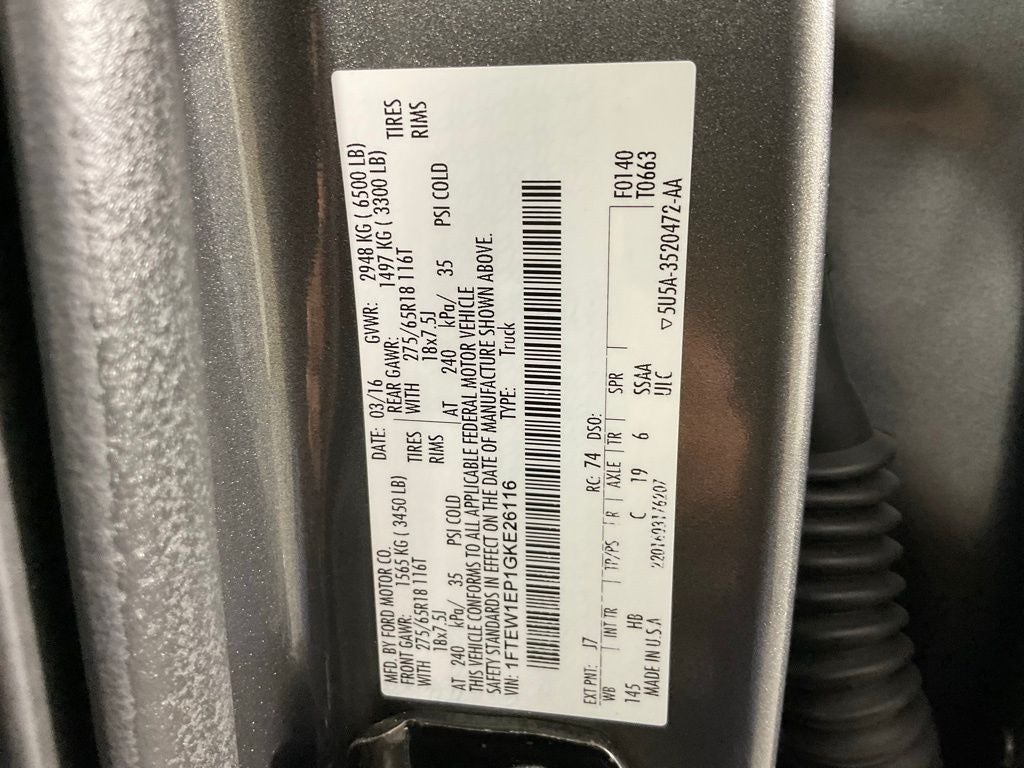 MFD. BY FORD MOTOR CO.
DATE: 03/16 GVWR: 2948 KG ( 6500 LB)
FRONT GAWR: 1565 KG ( 3450 LB)
REAR GAWR: 1497 KG ( 3300 LB)
WITH 275/65R18 116T TIRES
WITH 275/65R18 116T TIRES
18x7.5J RIMS
18x7.5J RIMS
AT 240 kPa/ 35 PSI COLD
AT 240 kPa/ 35 PSI COLD
THIS VEHICLE CONFORMS TO ALL APPLICABLE FEDERAL MOTOR VEHICLE
SAFETY STANDARDS IN EFFECT ON THE DATE OF MANUFACTURE SHOWN ABOVE.
VIN: 1FTEW1EP1GKE26116 TYPE: Truck
EXT PNT: J7 RC: 74 DSO: F0140
WB INT TR TP/PS R AXLE TR SPR T0663
145 HB C 19 6 SSAA
MADE IN U.S.A UIC
▽5U5A-3520472-AA